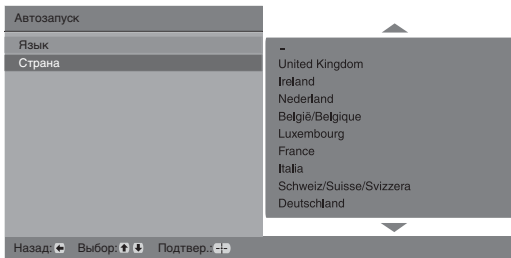 Автозапуск
Язык
Страна
-
United Kingdom
Ireland
Nederland
België/Belgique
Luxembourg
France
Italia
Schweiz/Suisse/Svizzera
Deutschland
Назад: Выбор: Подтвер.: